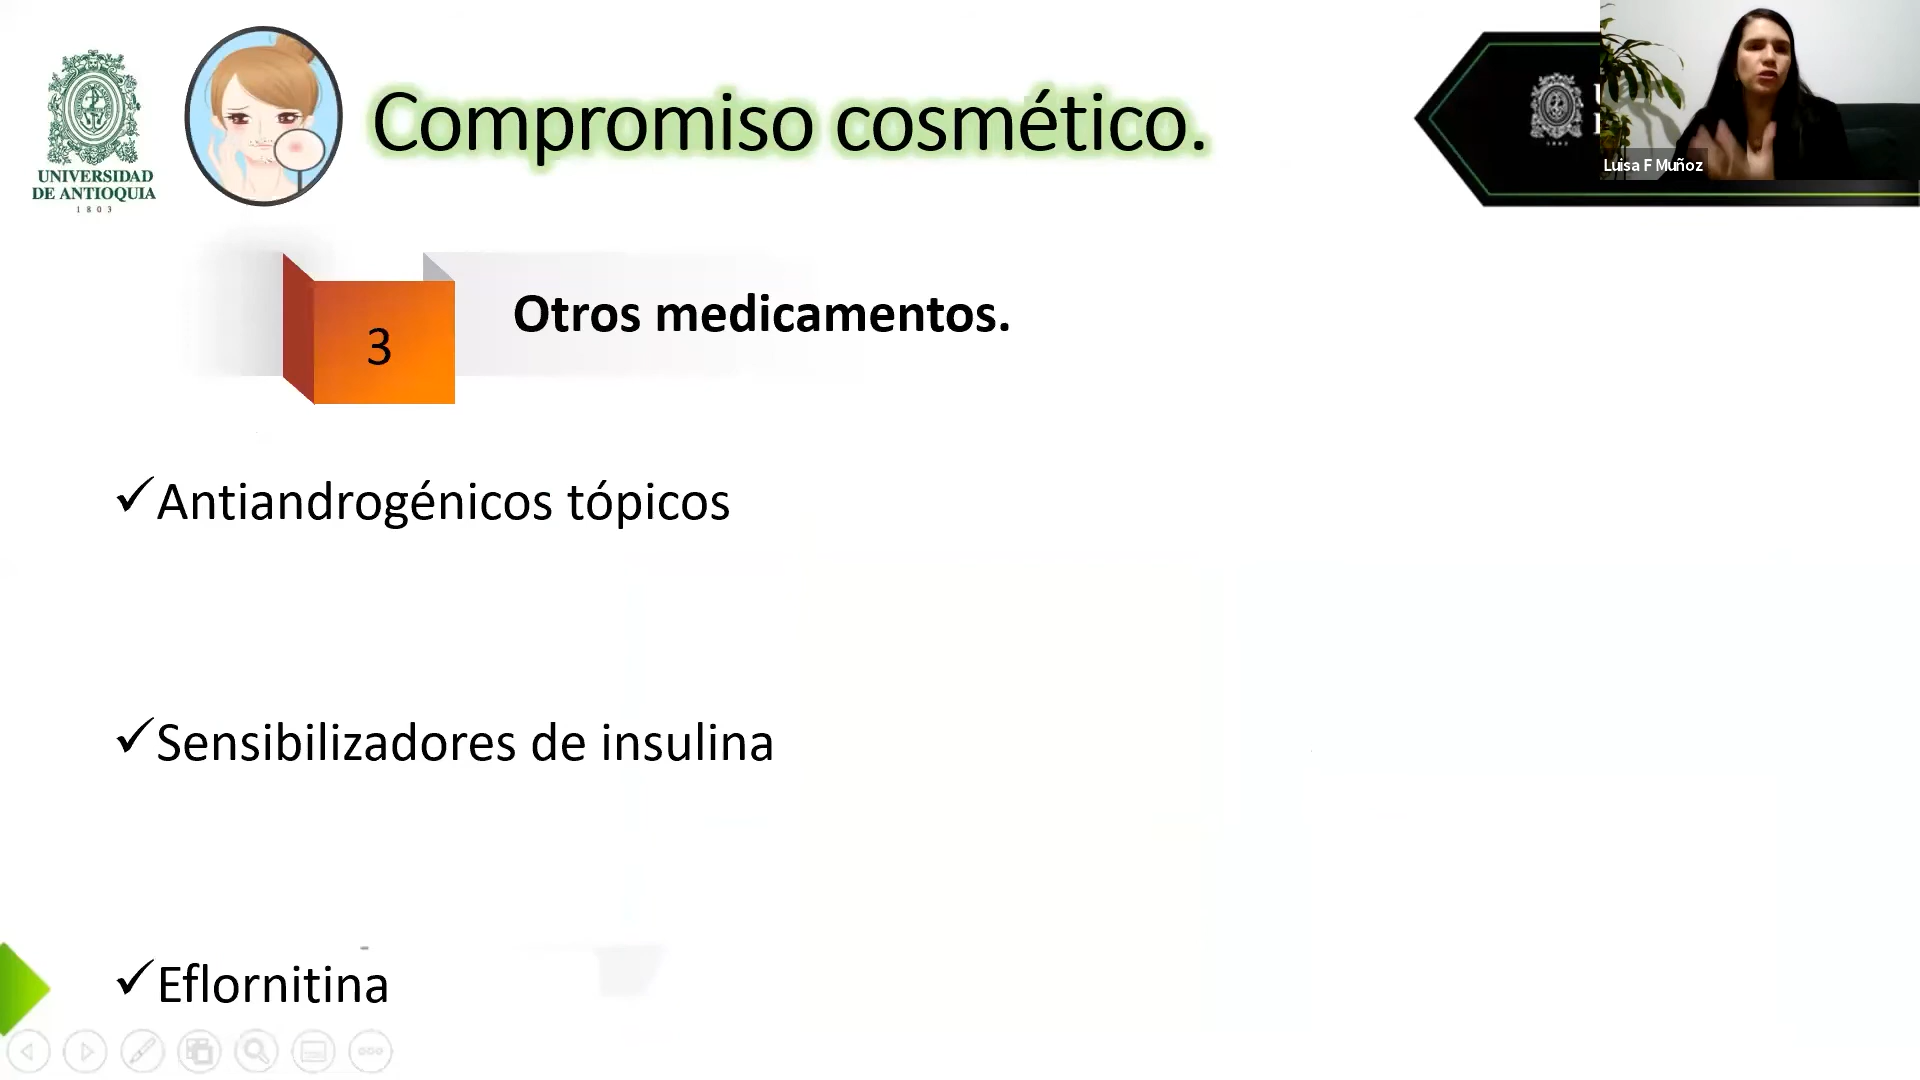 UNIVERSIDAD
DE ANTIOQUIA
1803
Compromiso cosmético.
Luisa F Muñoz
3
Otros medicamentos.
✓Antiandrogénicos tópicos
✓Sensibilizadores de insulina
✓Eflornitina